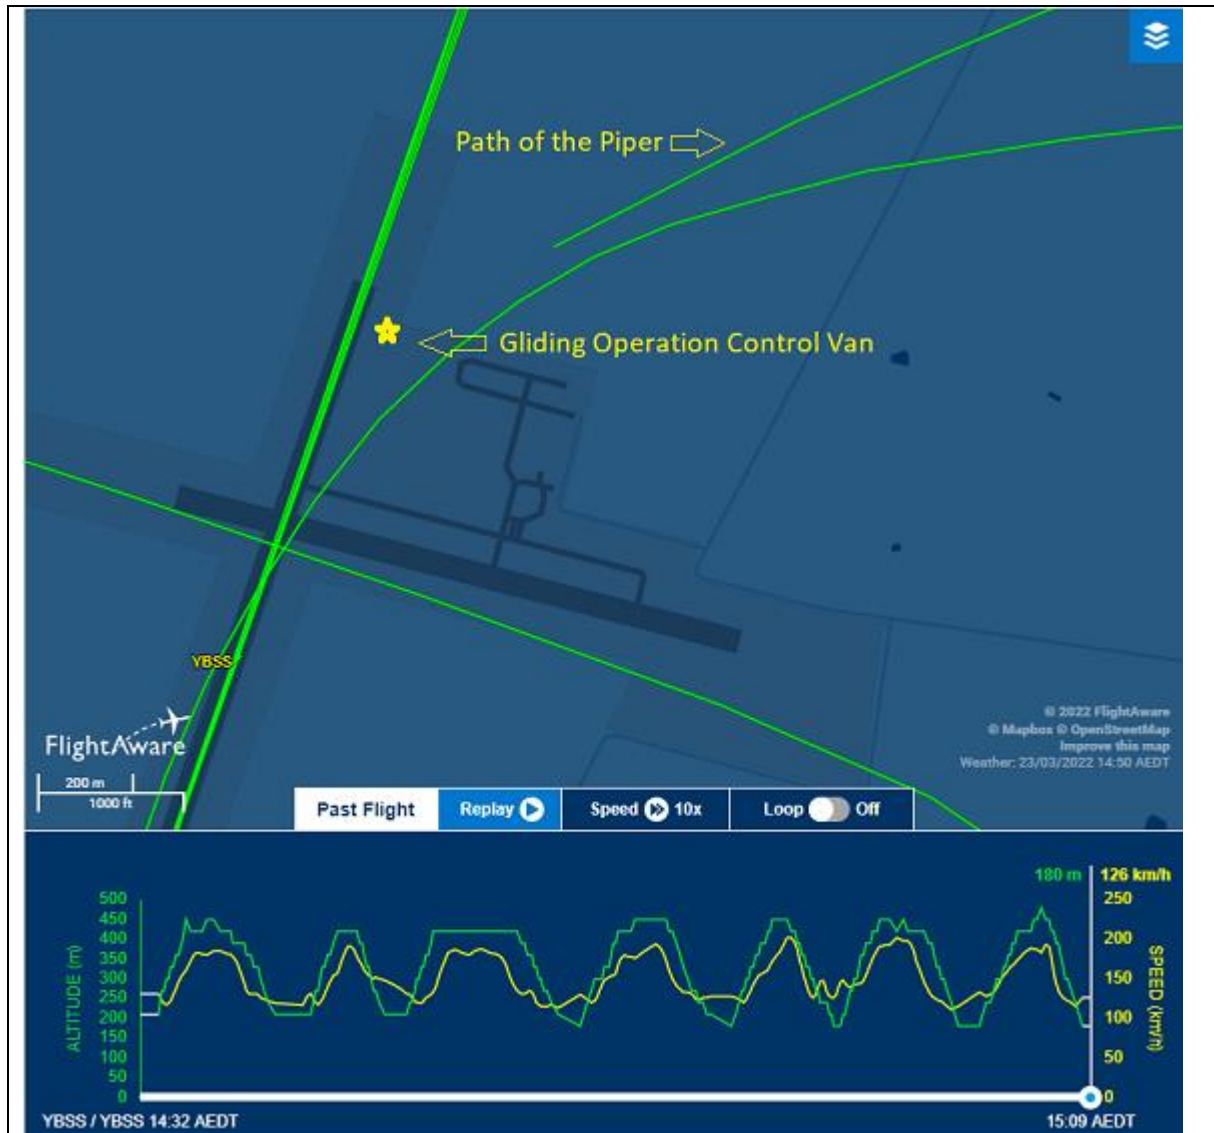 Path of the Piper
Gliding Operation Control Van
YBSS
FlightAware
200 m
1000 ft
© 2022 FlightAware
© Mapbox © OpenStreetMap
Improve this map
Weather: 23/03/2022 14:50 AEDT
Past Flight Replay Speed 10x Loop Off
180 m 126 km/h
ALTITUDE (m)
500
450
400
350
300
250
200
150
100
50
0
250
200
150
100
50
0
SPEED (km/h)
YBSS / YBSS 14:32 AEDT 15:09 AEDT